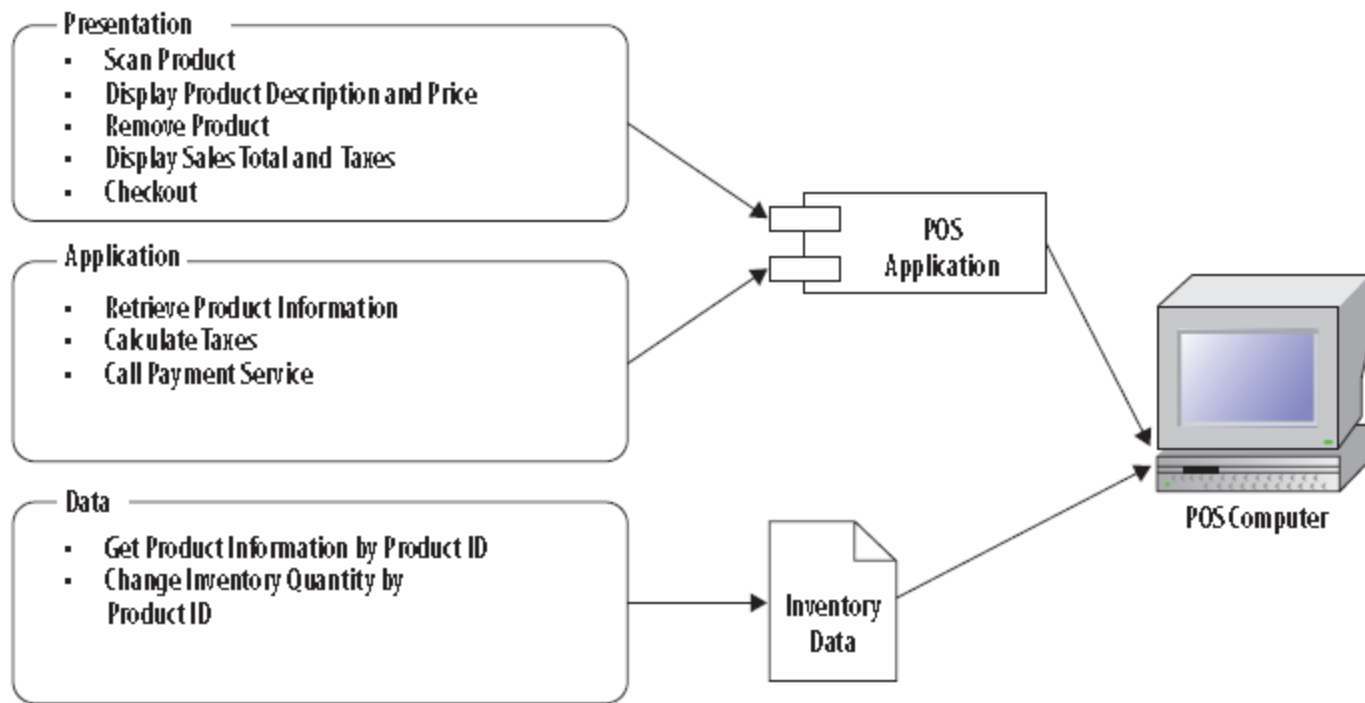 Presentation
▪ Scan Product
▪ Display Product Description and Price
▪ Remove Product
▪ Display Sales Total and Taxes
▪ Checkout
Application
▪ Retrieve Product Information
▪ Calculate Taxes
▪ Call Payment Service
Data
▪ Get Product Information by Product ID
▪ Change Inventory Quantity by
Product ID
POS
Application
Inventory
Data
POS Computer